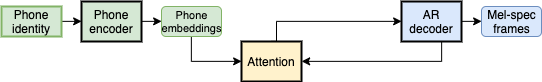 Phone
identity
Phone
encoder
Phone
embeddings
Attention
AR
decoder
Mel-spec
frames